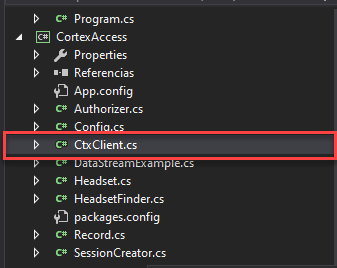 Program.cs
C# CortexAccess
Properties
Referencias
App.config
C# Authorizer.cs
C# Config.cs
C# CtxClient.cs
C# DataStreamExample.cs
C# Headset.cs
C# HeadsetFinder.cs
packages.config
C# Record.cs
C# SessionCreator.cs